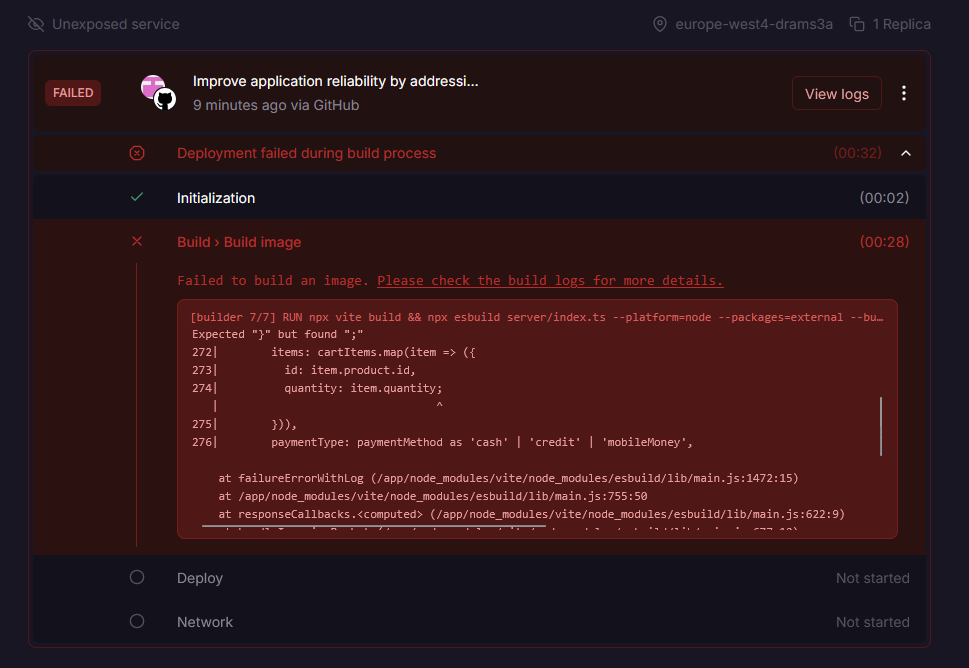 Unexposed service
europe-west4-drams3a
1 Replica
FAILED
Improve application reliability by addressi...
9 minutes ago via GitHub
View logs
Deployment failed during build process
(00:32)
Initialization
(00:02)
Build › Build image
(00:28)
Failed to build an image. Please check the build logs for more details.
[builder 7/7] RUN npx vite build && npx esbuild server/index.ts --platform=node --packages=external --bu…
Expected "}" but found ";"
272|        items: cartItems.map(item => ({
273|          id: item.product.id,
274|          quantity: item.quantity;
   |                                 ^
275|        })),
276|        paymentType: paymentMethod as 'cash' | 'credit' | 'mobileMoney',
    at failureErrorWithLog (/app/node_modules/vite/node_modules/esbuild/lib/main.js:1472:15)
    at /app/node_modules/vite/node_modules/esbuild/lib/main.js:755:50
    at responseCallbacks.<computed> (/app/node_modules/vite/node_modules/esbuild/lib/main.js:622:9)
Deploy
Not started
Network
Not started